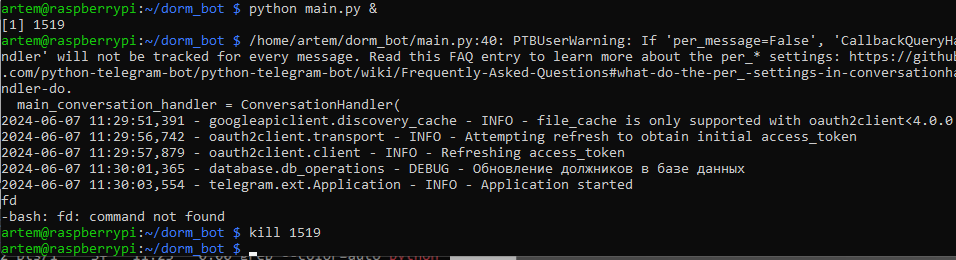 artem@raspberrypi:~/dorm_bot $ python main.py &
[1] 1519
artem@raspberrypi:~/dorm_bot $ /home/artem/dorm_bot/main.py:40: PTBUserWarning: If 'per_message=False', 'CallbackQueryHa
ndler' will not be tracked for every message. Read this FAQ entry to learn more about the per_* settings: https://github
.com/python-telegram-bot/python-telegram-bot/wiki/Frequently-Asked-Questions#what-do-the-per_-settings-in-conversationha
ndler-do.
  main_conversation_handler = ConversationHandler(
2024-06-07 11:29:51,391 - googleapiclient.discovery_cache - INFO - file_cache is only supported with oauth2client<4.0.0
2024-06-07 11:29:56,742 - oauth2client.transport - INFO - Attempting refresh to obtain initial access_token
2024-06-07 11:29:57,879 - oauth2client.client - INFO - Refreshing access_token
2024-06-07 11:30:01,365 - database.db_operations - DEBUG - Обновление должников в базе данных
2024-06-07 11:30:03,554 - telegram.ext.Application - INFO - Application started
fd
-bash: fd: command not found
artem@raspberrypi:~/dorm_bot $ kill 1519
artem@raspberrypi:~/dorm_bot $